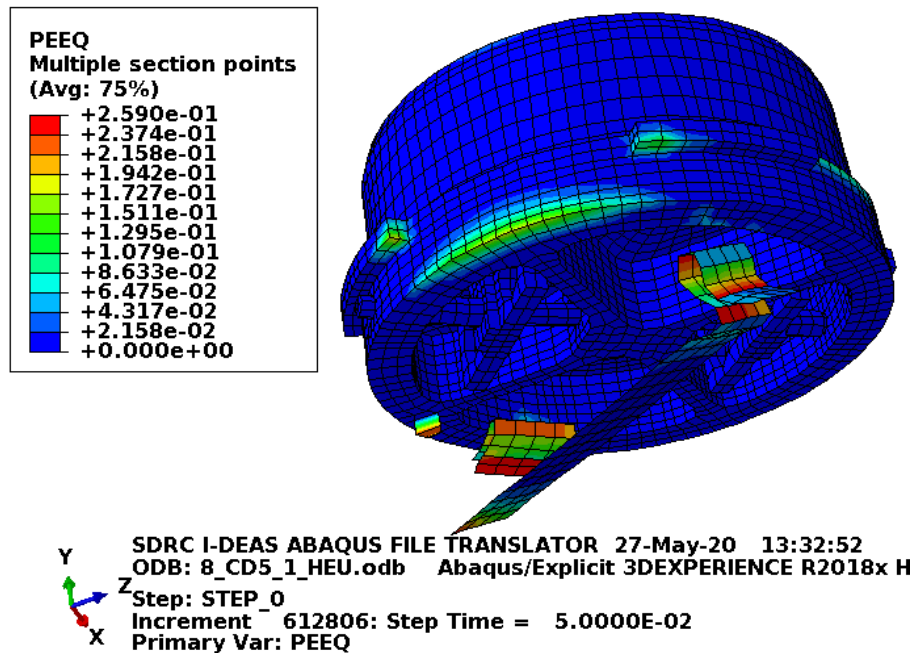 PEEQ
Multiple section points
(Avg: 75%)
+2.590e-01
+2.374e-01
+2.158e-01
+1.942e-01
+1.727e-01
+1.511e-01
+1.295e-01
+1.079e-01
+8.633e-02
+6.475e-02
+4.317e-02
+2.158e-02
+0.000e+00
SDRC I-DEAS ABAQUS FILE TRANSLATOR 27-May-20 13:32:52
ODB: 8_CD5_1_HEU.odb Abaqus/Explicit 3DEXPERIENCE R2018x H
Step: STEP_0
Increment 612806: Step Time = 5.0000E-02
Primary Var: PEEQ
Y
Z
X